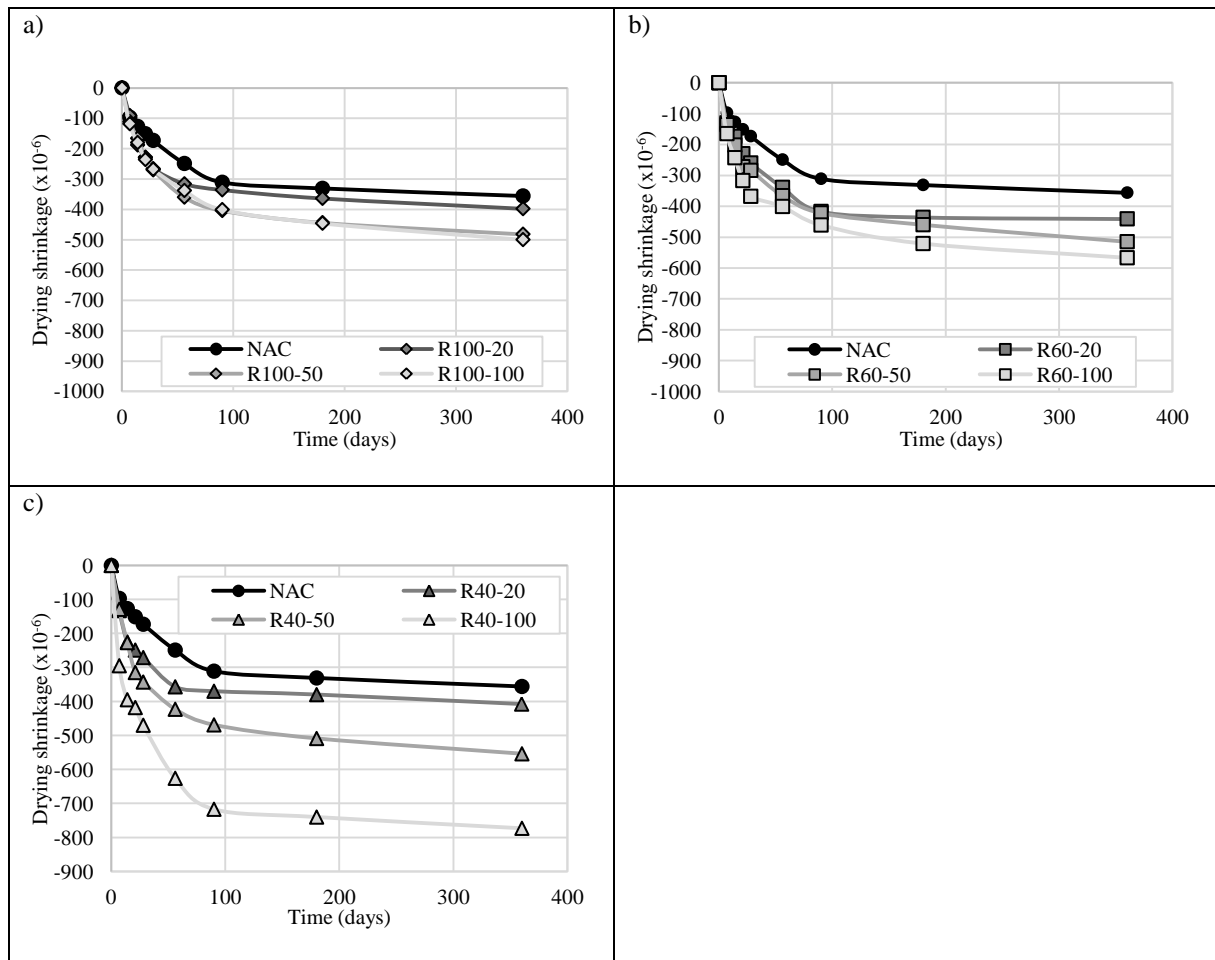 a)
0
-100
-200
-300
-400
-500
-600
-700
-800
-900
-1000
Drying shrinkage (x10⁻⁶)
NAC R100-20
R100-50 R100-100
0 100 200 300 400
Time (days)
b)
0
-100
-200
-300
-400
-500
-600
-700
-800
-900
-1000
Drying shrinkage (x10⁻⁶)
NAC R60-20
R60-50 R60-100
0 100 200 300 400
Time (days)
c)
0
-100
-200
-300
-400
-500
-600
-700
-800
-900
Drying shrinkage (x10⁻⁶)
NAC R40-20
R40-50 R40-100
0 100 200 300 400
Time (days)